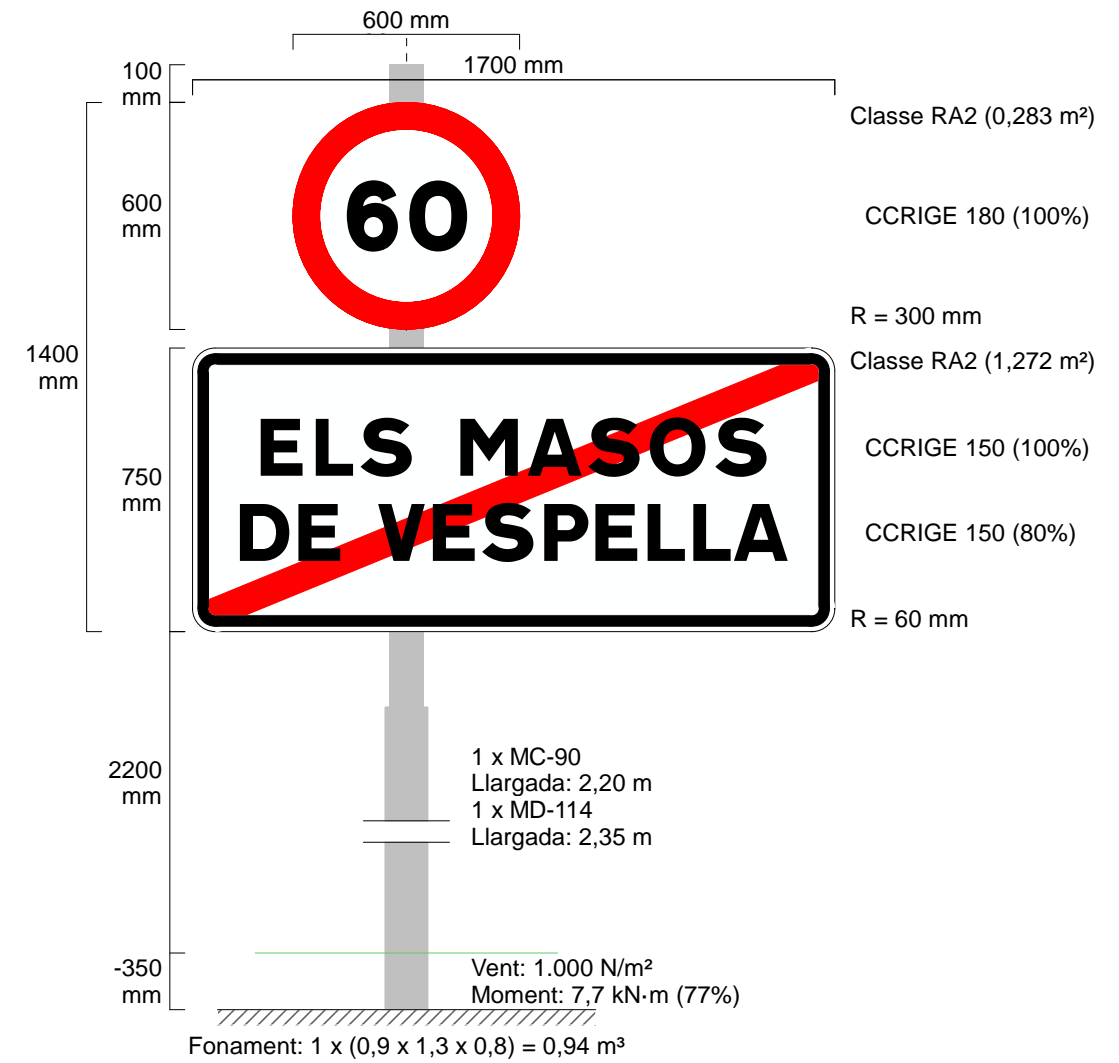 600 mm
1700 mm
100
mm
Classe RA2 (0,283 m²)
600
mm
60
CCRIGE 180 (100%)
R = 300 mm
1400
mm
Classe RA2 (1,272 m²)
ELS MASOS
CCRIGE 150 (100%)
750
mm
DE VESPELLA
CCRIGE 150 (80%)
R = 60 mm
2200
mm
1 x MC-90
Llargada: 2,20 m
1 x MD-114
Llargada: 2,35 m
-350
mm
Vent: 1.000 N/m²
Moment: 7,7 kN·m (77%)
Fonament: 1 x (0,9 x 1,3 x 0,8) = 0,94 m³